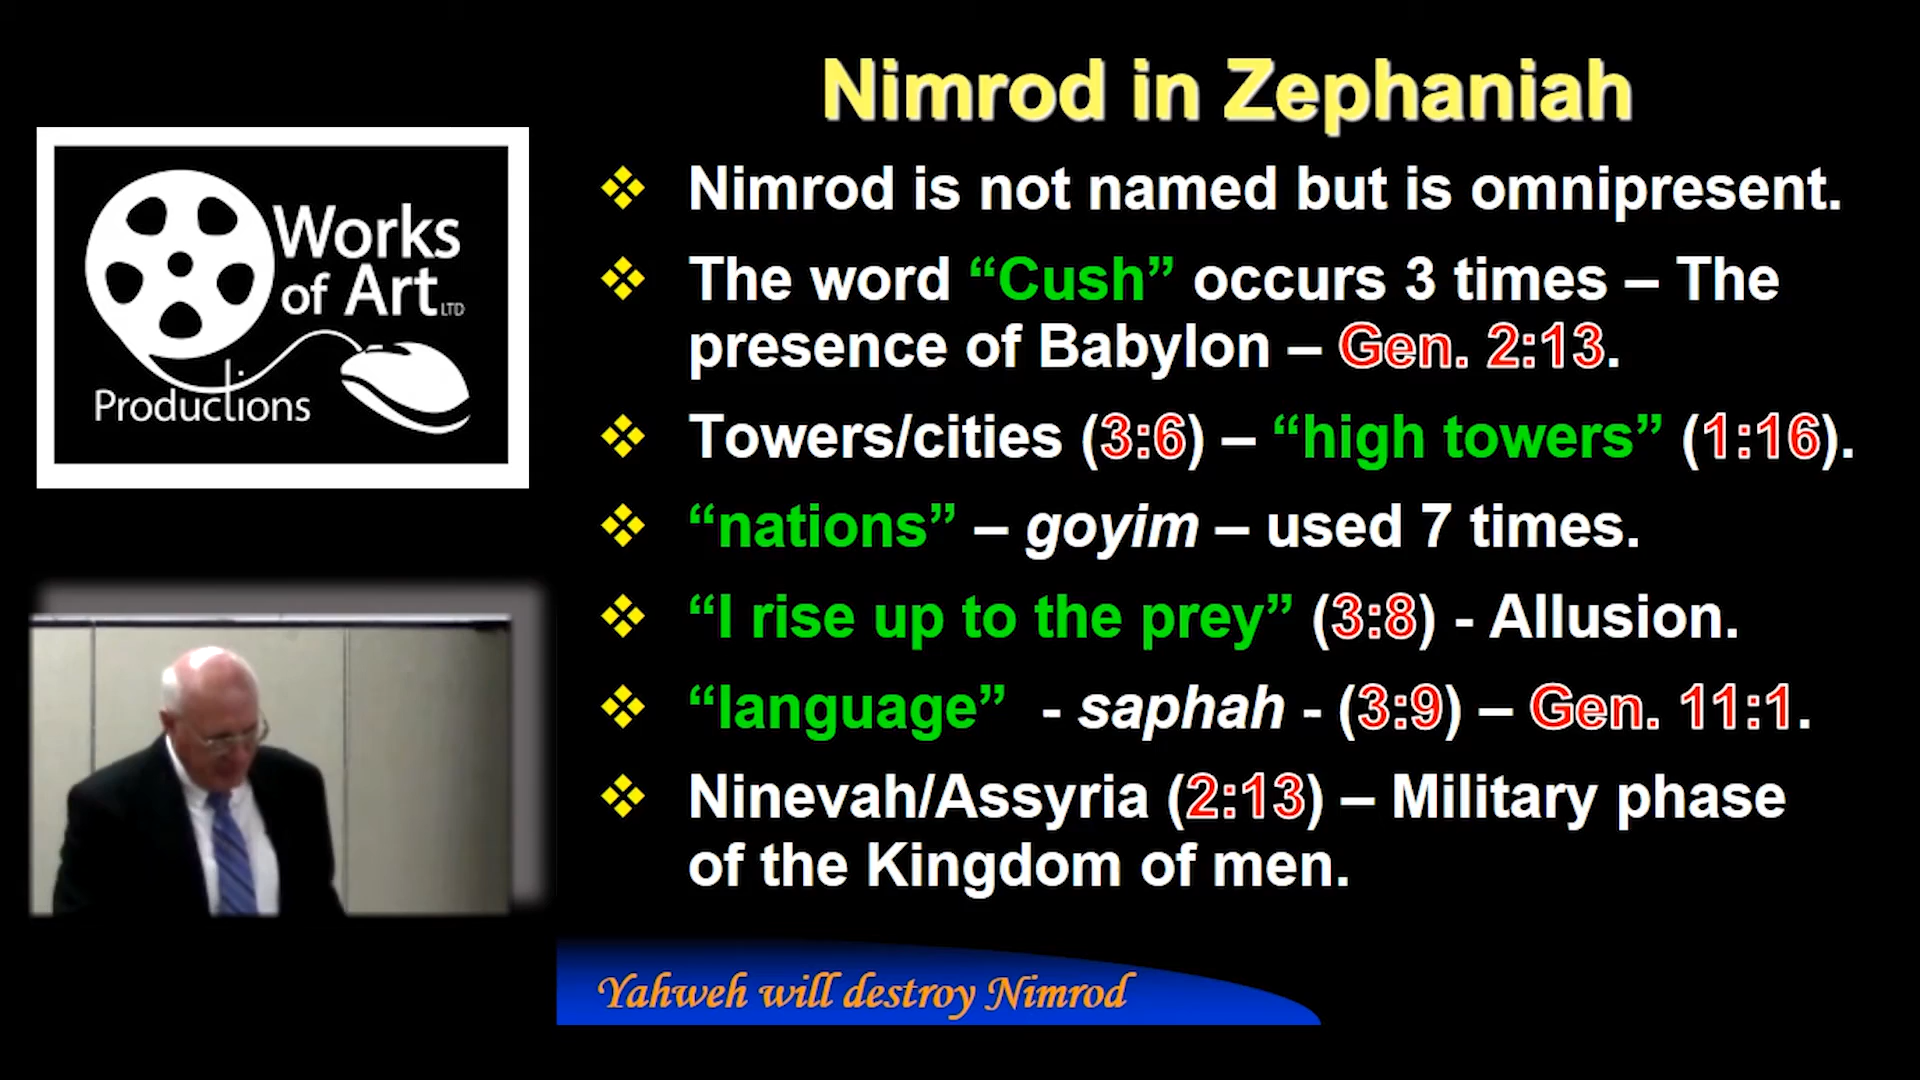 Works
of Art LTD
Productions
Nimrod in Zephaniah
❖ Nimrod is not named but is omnipresent.
❖ The word “Cush” occurs 3 times – The
presence of Babylon – Gen. 2:13.
❖ Towers/cities (3:6) – “high towers” (1:16).
❖ “nations” – goyim – used 7 times.
❖ “I rise up to the prey” (3:8) - Allusion.
❖ “language” - saphah - (3:9) – Gen. 11:1.
❖ Ninevah/Assyria (2:13) – Military phase
of the Kingdom of men.
Yahweh will destroy Nimrod